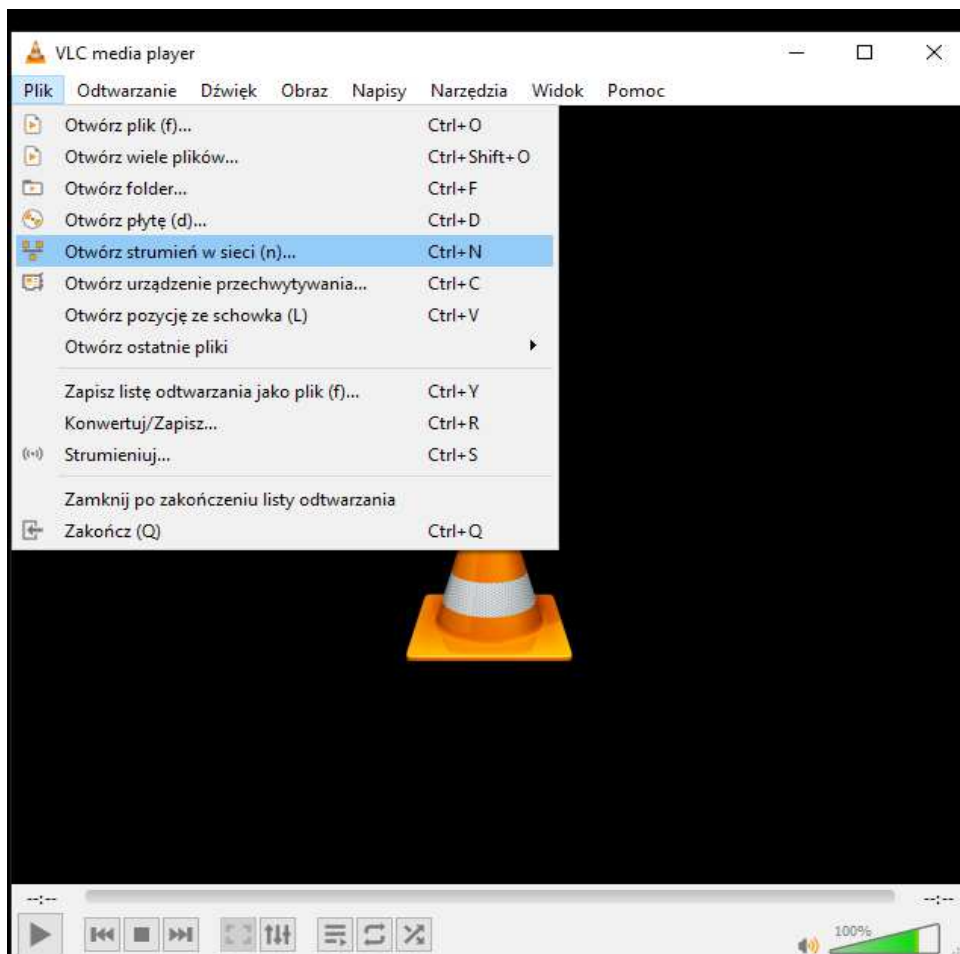 VLC media player
Plik Odtwarzanie Dźwięk Obraz Napisy Narzędzia Widok Pomoc
Otwórz plik (f)... Ctrl+O
Otwórz wiele plików... Ctrl+Shift+O
Otwórz folder... Ctrl+F
Otwórz płytę (d)... Ctrl+D
Otwórz strumień w sieci (n)... Ctrl+N
Otwórz urządzenie przechwytywania... Ctrl+C
Otwórz pozycję ze schowka (L) Ctrl+V
Otwórz ostatnie pliki
Zapisz listę odtwarzania jako plik (f)... Ctrl+Y
Konwertuj/Zapisz... Ctrl+R
Strumieniuj... Ctrl+S
Zamknij po zakończeniu listy odtwarzania
Zakończ (Q) Ctrl+Q
--:-- --:--
100%